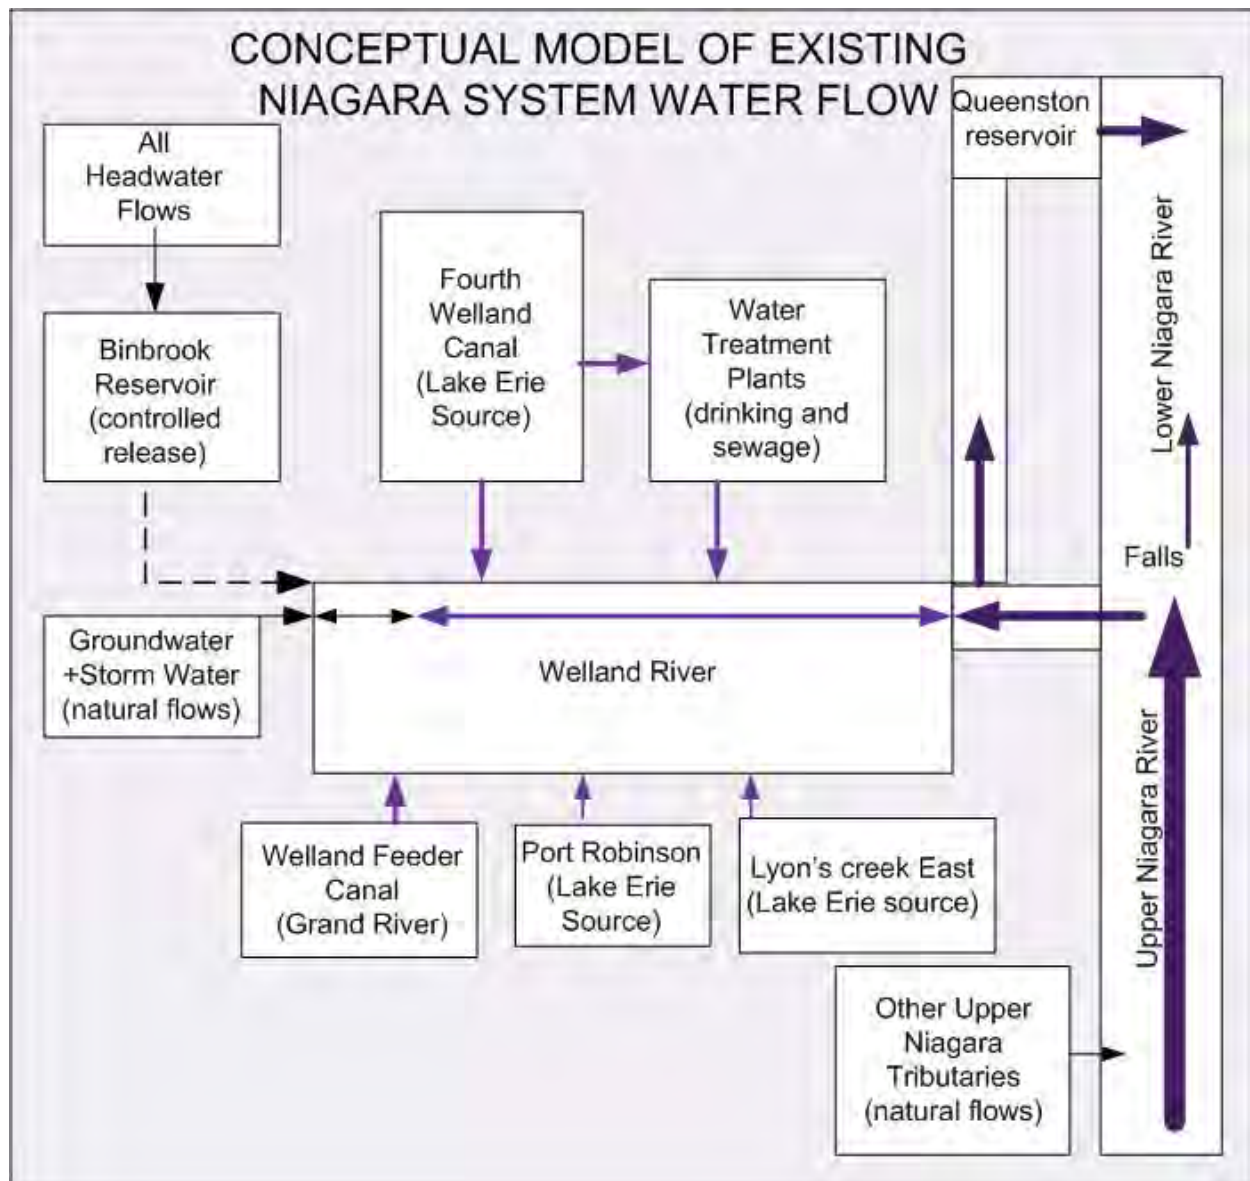 CONCEPTUAL MODEL OF EXISTING
NIAGARA SYSTEM WATER FLOW
Queenston
reservoir
All
Headwater
Flows
Binbrook
Reservoir
(controlled
release)
Fourth
Welland
Canal
(Lake Erie
Source)
Water
Treatment
Plants
(drinking and
sewage)
Lower Niagara River
Falls
Groundwater
+Storm Water
(natural flows)
Welland River
Upper Niagara River
Welland Feeder
Canal
(Grand River)
Port Robinson
(Lake Erie
Source)
Lyon's creek East
(Lake Erie source)
Other Upper
Niagara
Tributaries
(natural flows)